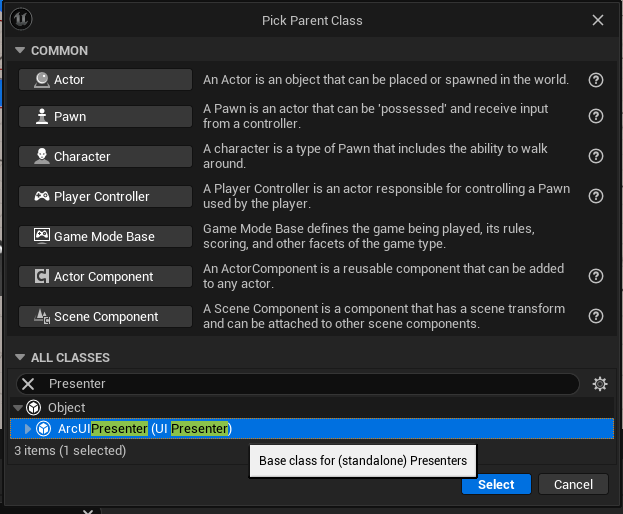 Pick Parent Class
COMMON
Actor
An Actor is an object that can be placed or spawned in the world.
Pawn
A Pawn is an actor that can be 'possessed' and receive input
from a controller.
Character
A character is a type of Pawn that includes the ability to walk
around.
Player Controller
A Player Controller is an actor responsible for controlling a Pawn
used by the player.
Game Mode Base
Game Mode Base defines the game being played, its rules,
scoring, and other facets of the game type.
Actor Component
An ActorComponent is a reusable component that can be added
to any actor.
Scene Component
A Scene Component is a component that has a scene transform
and can be attached to other scene components.
ALL CLASSES
Presenter
Object
ArcUIPresenter (UI Presenter)
3 items (1 selected)
Base class for (standalone) Presenters
Select
Cancel